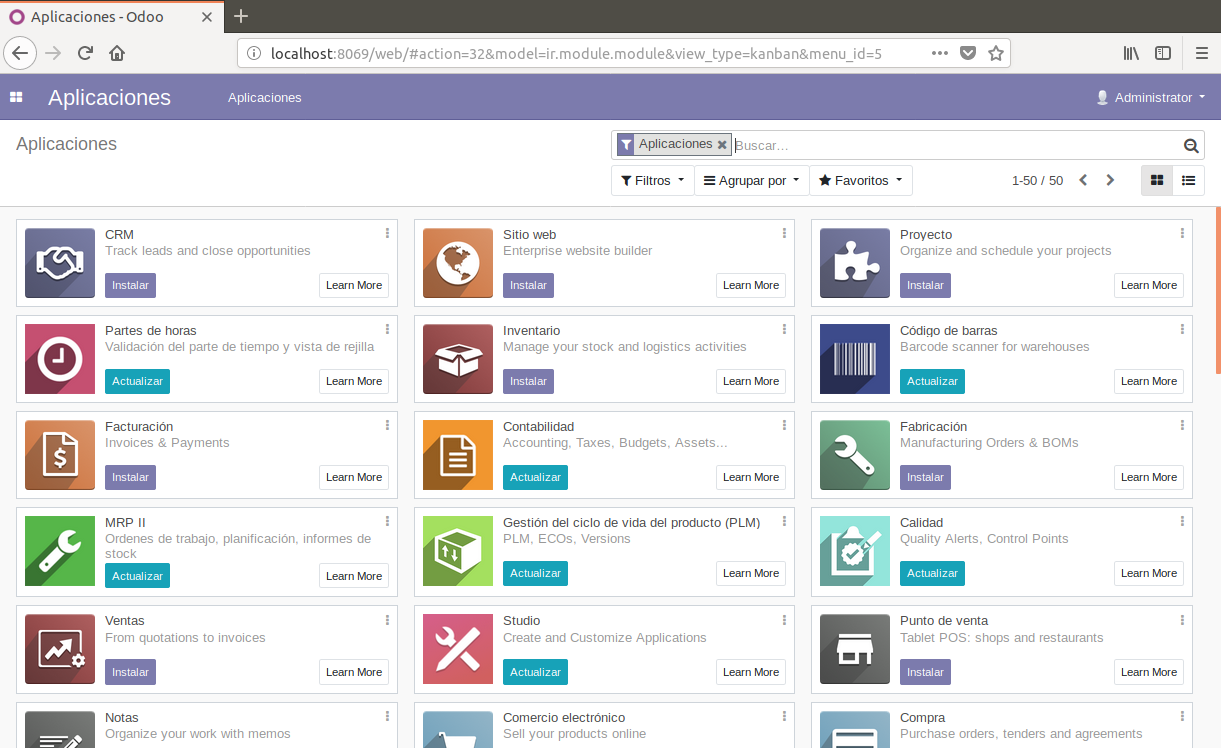 Aplicaciones - Odoo
localhost:8069/web/#action=32&model=ir.module.module&view_type=kanban&menu_id=5
Aplicaciones
Aplicaciones
Administrator
Aplicaciones
Aplicaciones
Buscar...
Filtros
Agrupar por
Favoritos
1-50 / 50
CRM
Track leads and close opportunities
Instalar
Learn More
Sitio web
Enterprise website builder
Instalar
Learn More
Proyecto
Organize and schedule your projects
Instalar
Learn More
Partes de horas
Validación del parte de tiempo y vista de rejilla
Actualizar
Learn More
Inventario
Manage your stock and logistics activities
Instalar
Learn More
Código de barras
Barcode scanner for warehouses
Actualizar
Learn More
Facturación
Invoices & Payments
Instalar
Learn More
Contabilidad
Accounting, Taxes, Budgets, Assets...
Actualizar
Learn More
Fabricación
Manufacturing Orders & BOMs
Instalar
Learn More
MRP II
Ordenes de trabajo, planificación, informes de
stock
Actualizar
Learn More
Gestión del ciclo de vida del producto (PLM)
PLM, ECOs, Versions
Actualizar
Learn More
Calidad
Quality Alerts, Control Points
Actualizar
Learn More
Ventas
From quotations to invoices
Instalar
Learn More
Studio
Create and Customize Applications
Actualizar
Learn More
Punto de venta
Tablet POS: shops and restaurants
Instalar
Learn More
Notas
Organize your work with memos
Comercio electrónico
Sell your products online
Compra
Purchase orders, tenders and agreements